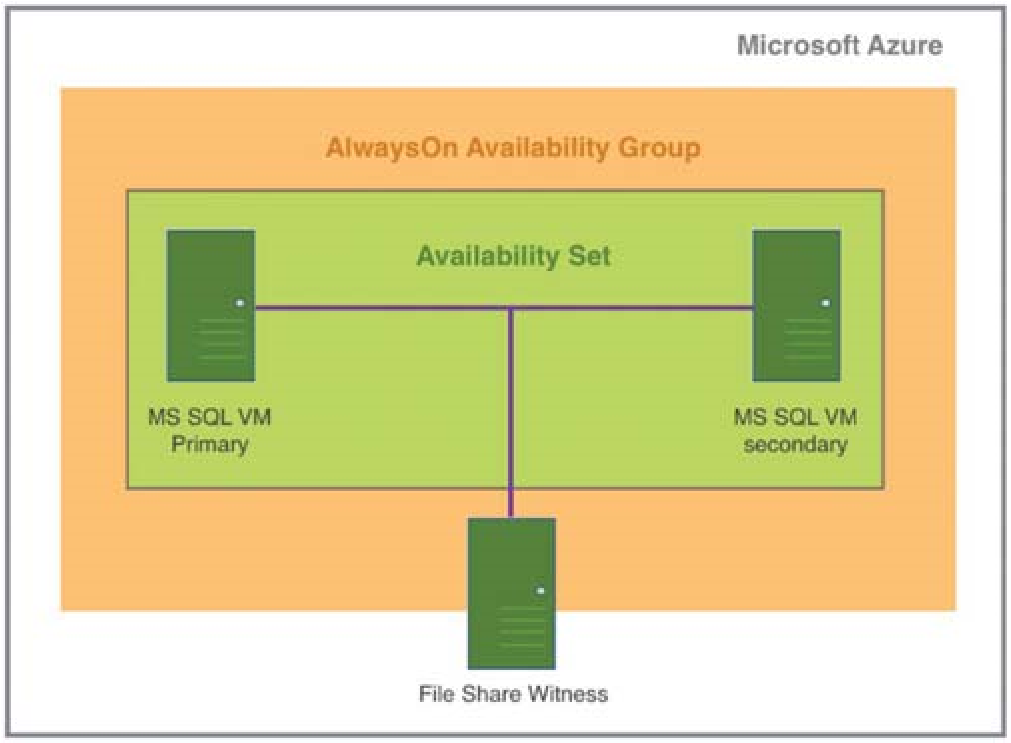 Microsoft Azure
AlwaysOn Availability Group
Availability Set
MS SQL VM
Primary
MS SQL VM
secondary
File Share Witness